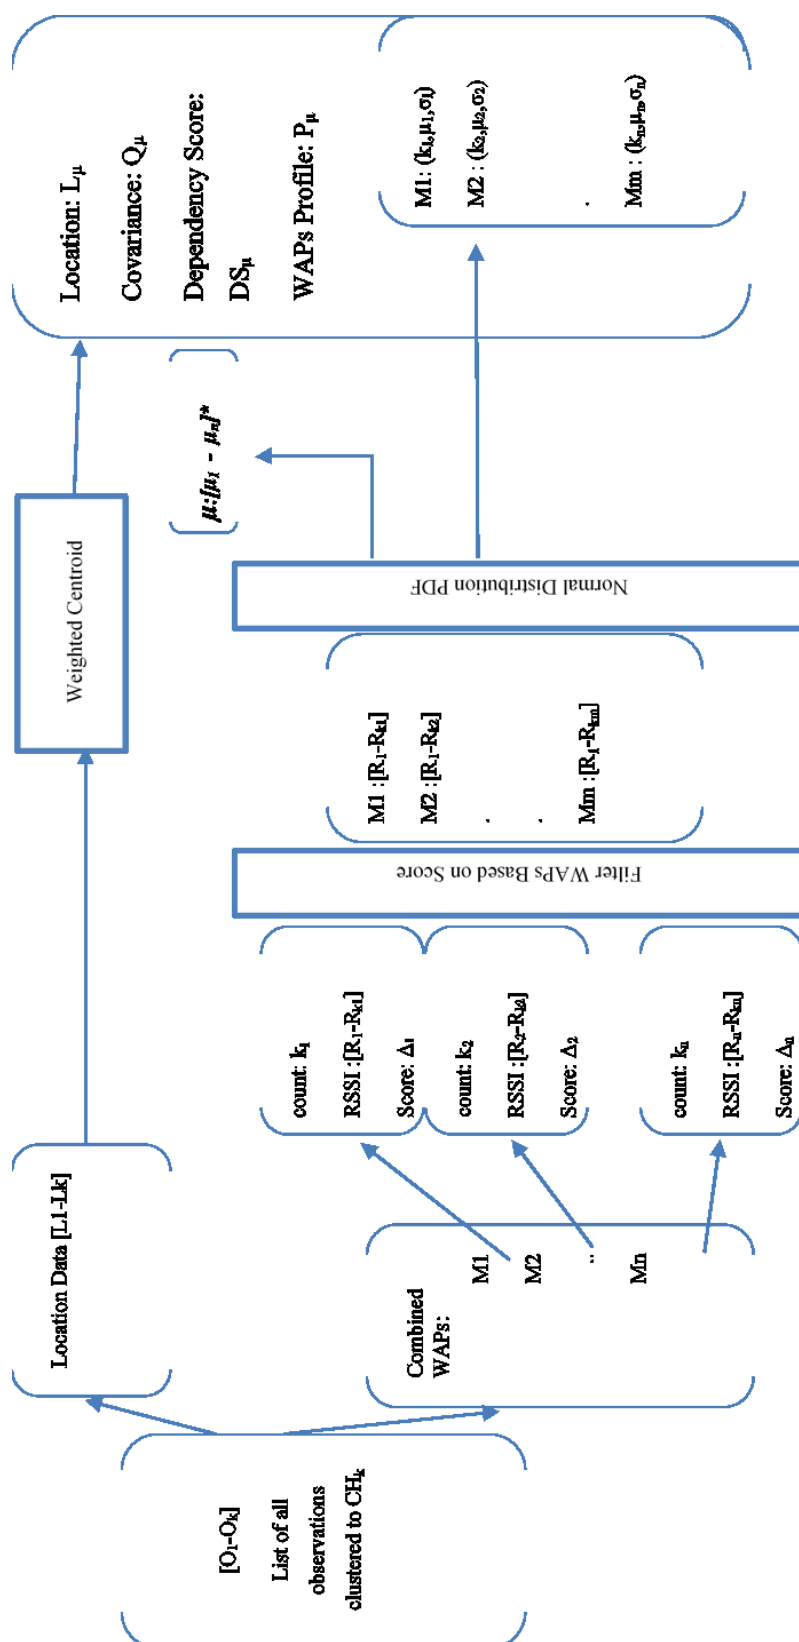 [O₁-Oₖ]
List of all
observations
clustered to CHₖ
Location Data [L1-Lk]
Combined
WAPs:
M1
M2
..
Mn
count: k₁
RSSI :[R₁-Rₖ₁]
Score: Δ₁
count: k₂
RSSI :[R₂-Rₖ₂]
Score: Δ₂
count: kₙ
RSSI :[Rₙ-Rₖₙ]
Score: Δₙ
Filter WAPs Based on Score
M1 :[R₁-Rₖ₁]
M2 :[R₁-Rₖ₂]
.
.
Mm :[R₁-Rₖₘ]
Normal Distribution PDF
Weighted Centroid
μ:[μ₁ - μₙ]*
Location: Lμ
Covariance: Qμ
Dependency Score:
DSμ
WAPs Profile: Pμ
M1: (k₁,μ₁,σ₁)
M2 : (k₂,μ₂,σ₂)
.
Mm : (kₙ,μₙ,σₙ)